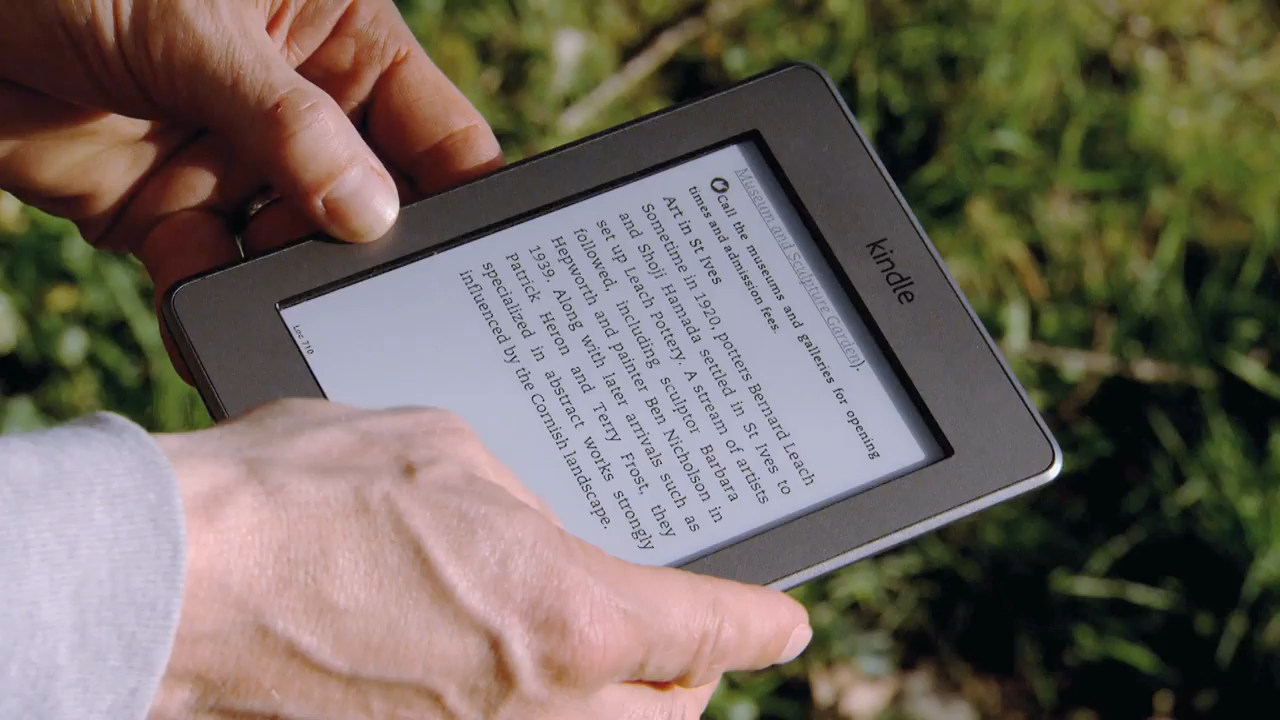 kindle
Museum and Sculpture Garden).
Call the museums and galleries for opening
times and admission fees.
Art in St Ives
Sometime in 1920, potters Bernard Leach
and Shoji Hamada settled in St Ives to
set up Leach Pottery. A stream of artists
followed, including sculptor Barbara
Hepworth and painter Ben Nicholson in
1939. Along with later arrivals such as
Patrick Heron and Terry Frost, they
specialized in abstract works strongly
influenced by the Cornish landscape.
Loc 710